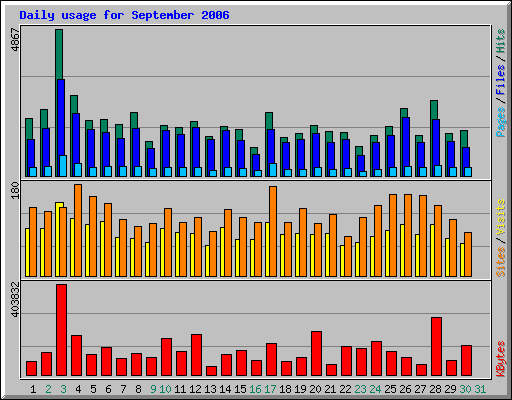 Daily usage for September 2006
4867
Pages / Files / Hits
180
Sites / Visits
403832
KBytes
1 2 3 4 5 6 7 8 9 10 11 12 13 14 15 16 17 18 19 20 21 22 23 24 25 26 27 28 29 30 31